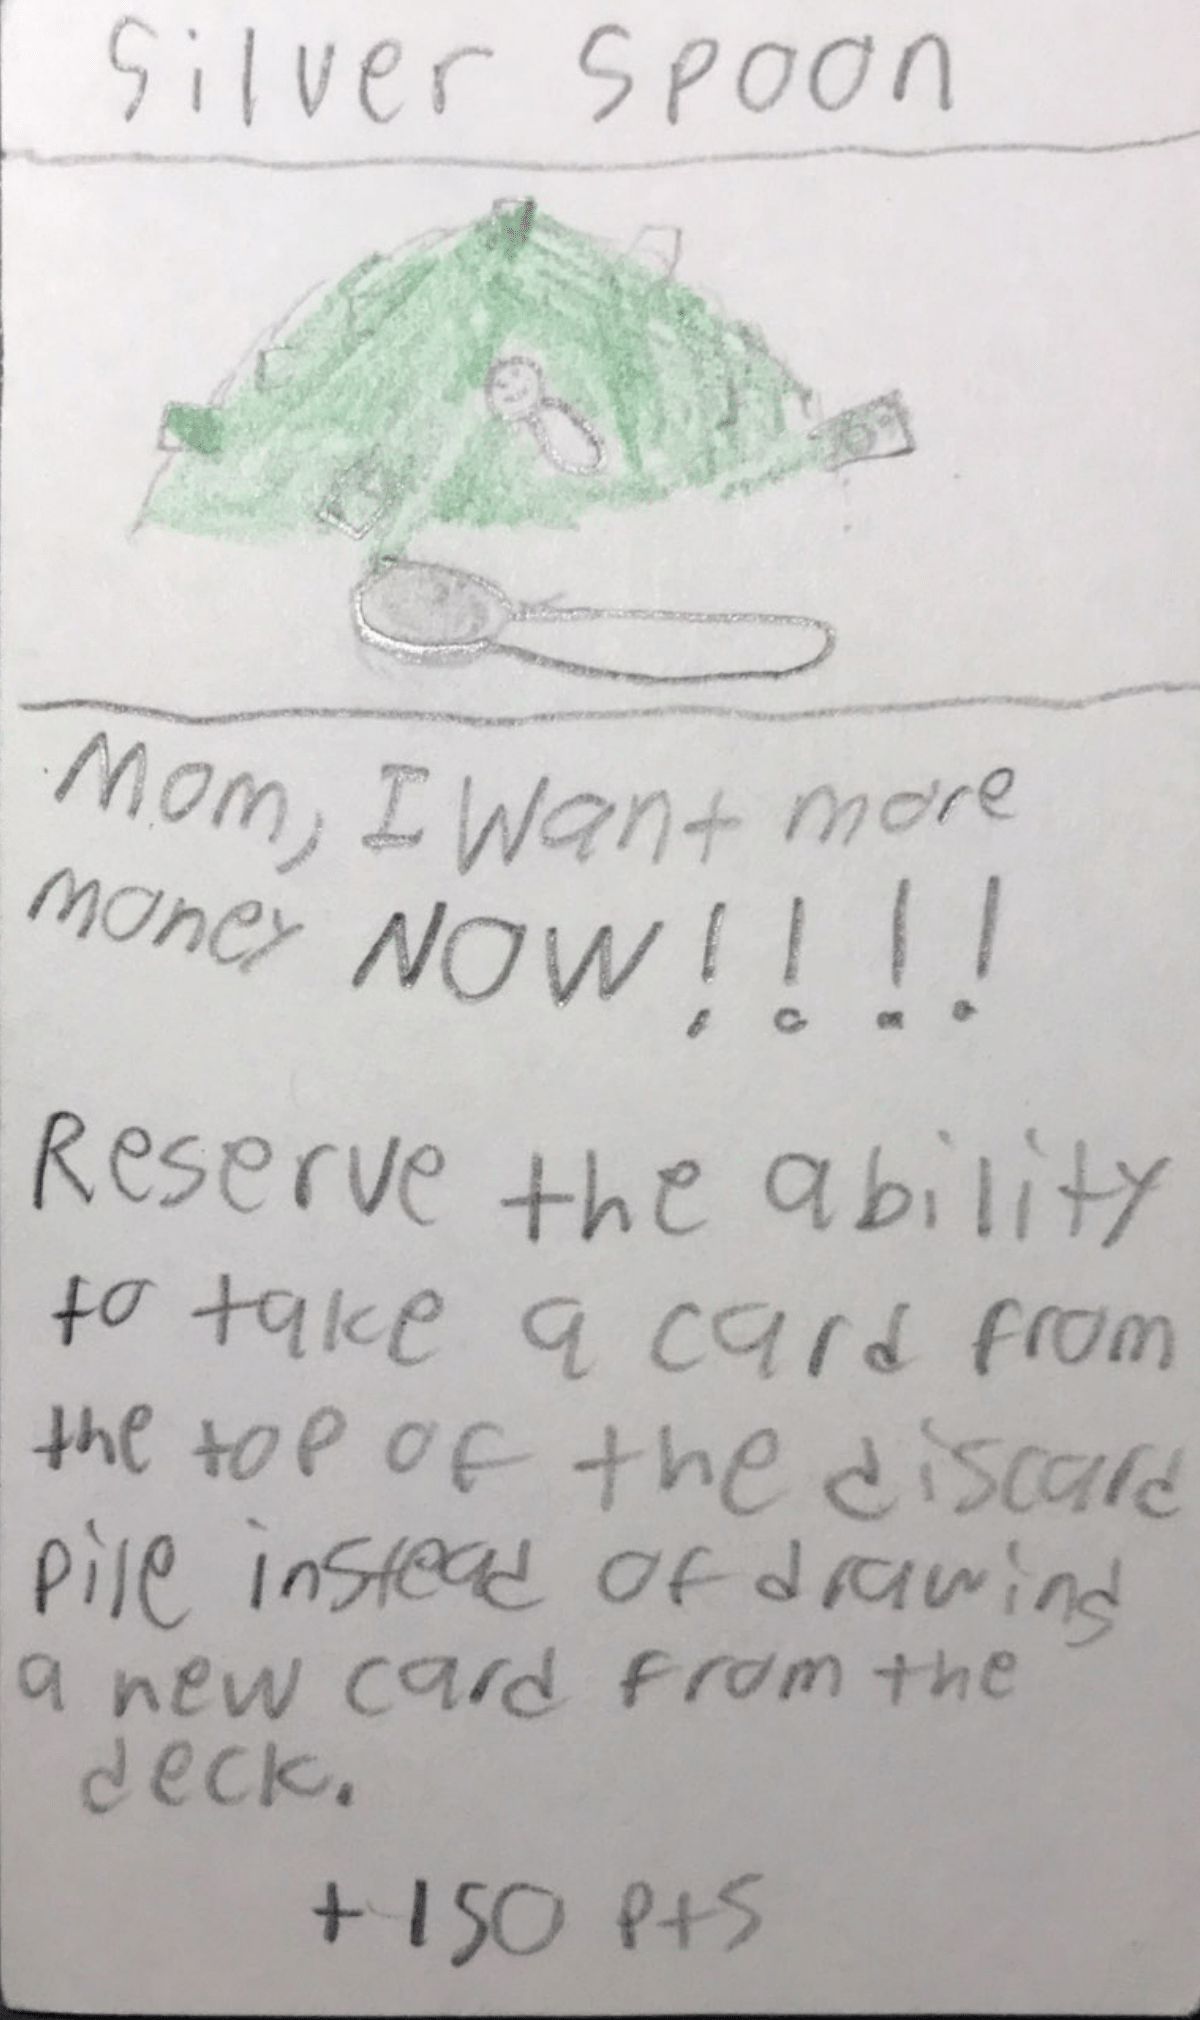 Silver Spoon
Mom, I Want more
money NOW!!!!
Reserve the ability
to take a card from
the top of the discard
pile instead of drawing
a new card from the
deck.
+150 pts